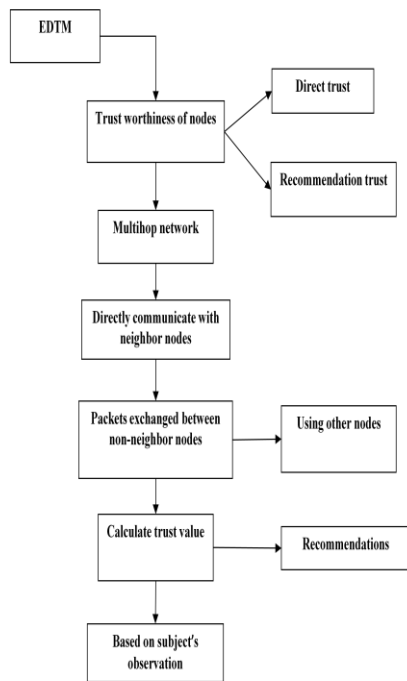 EDTM
Direct trust
Trust worthiness of nodes
Recommendation trust
Multihop network
Directly communicate with
neighbor nodes
Packets exchanged between
non-neighbor nodes
Using other nodes
Calculate trust value
Recommendations
Based on subject's
observation